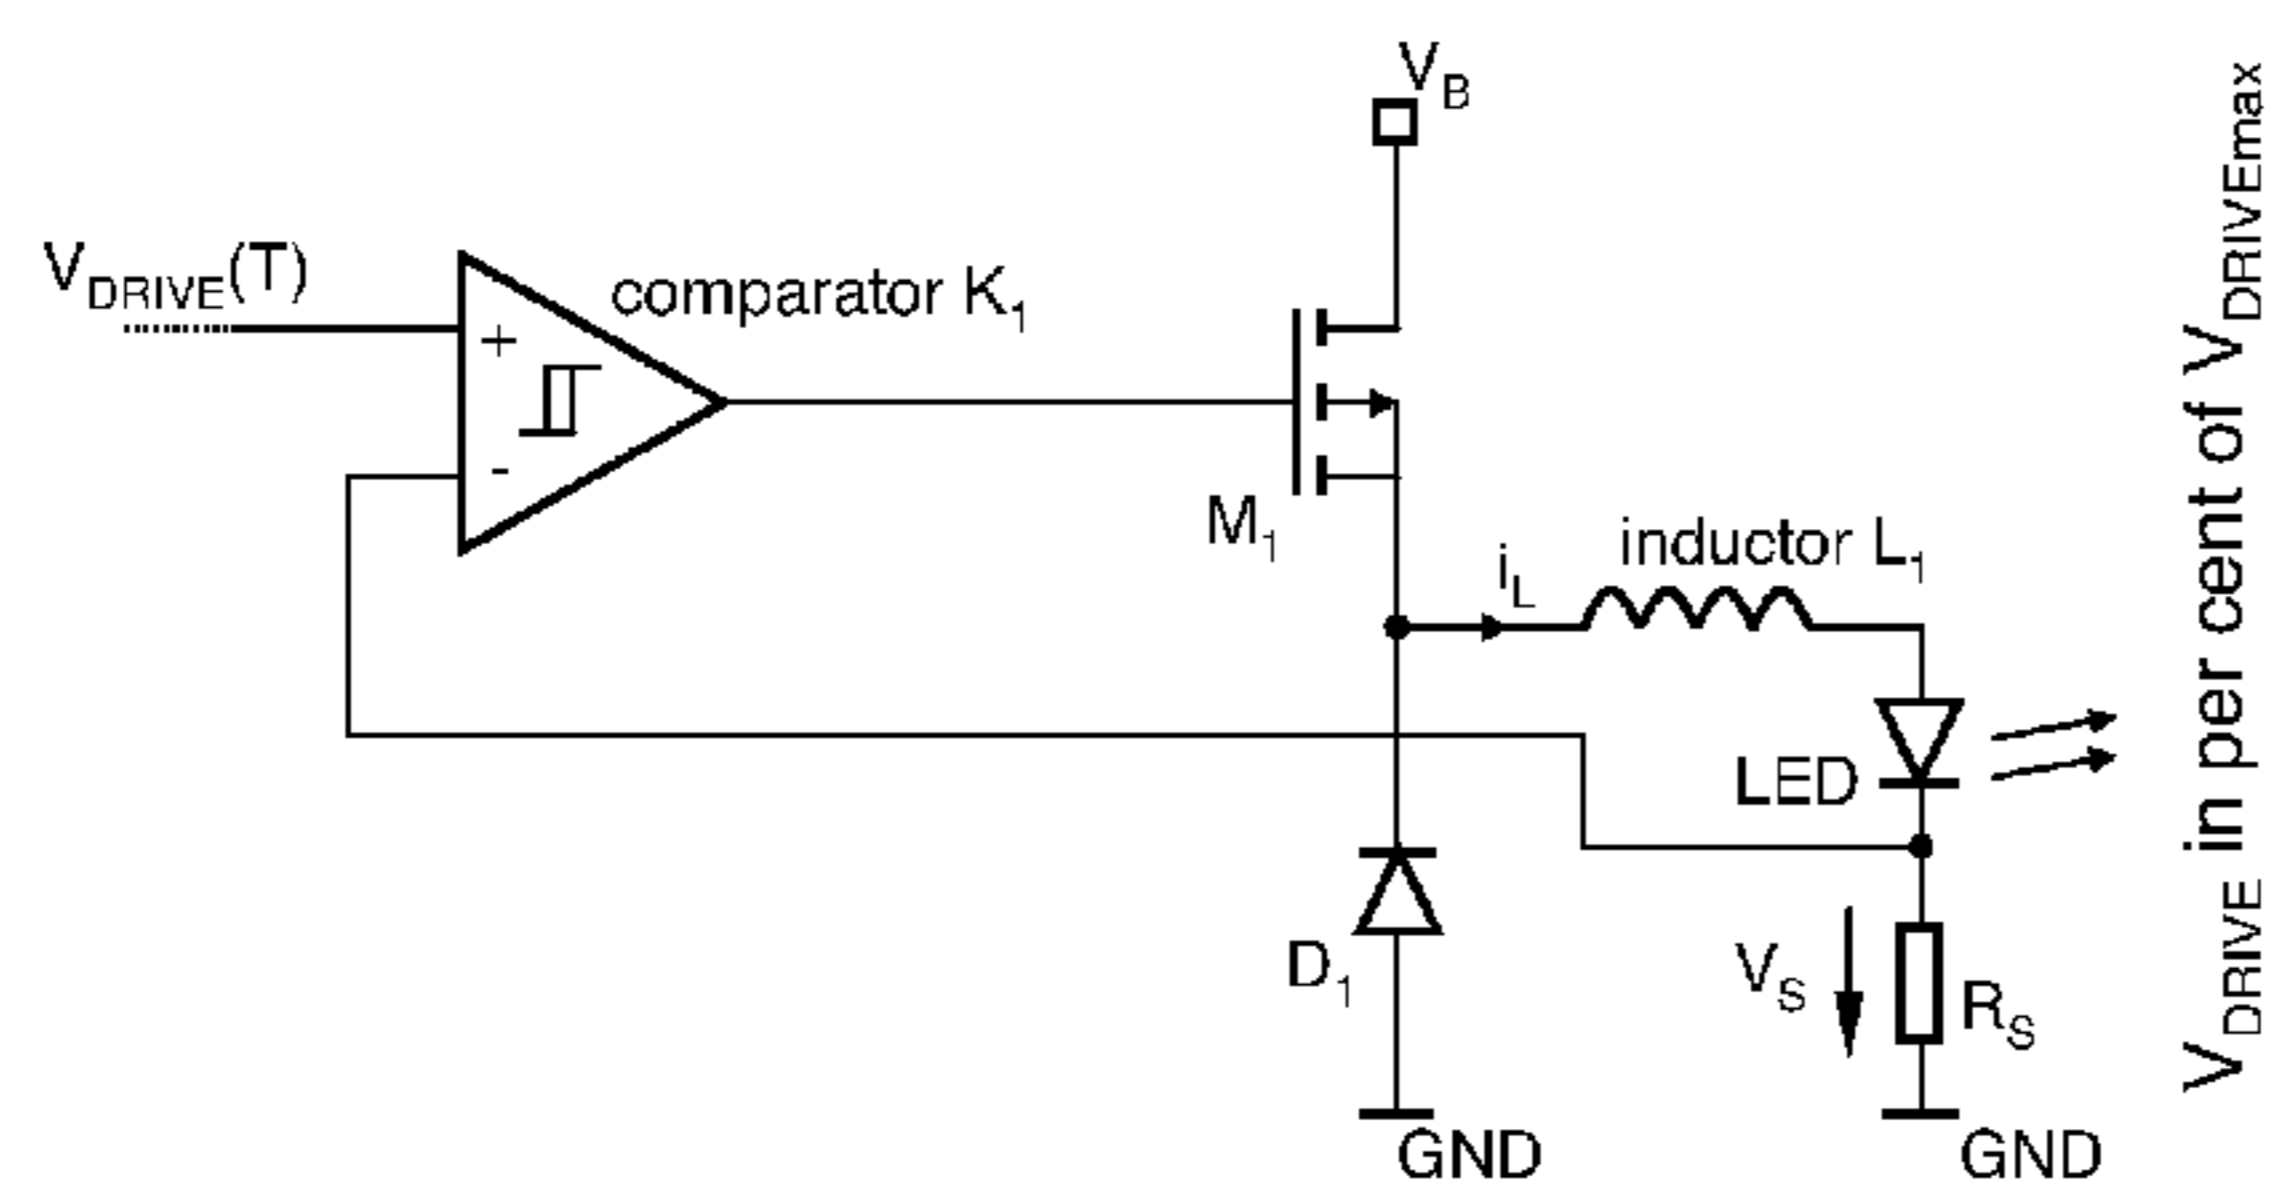 V_B
V_DRIVE(T)
comparator K_1
+
-
M_1
i_L
inductor L_1
LED
D_1
V_S
R_S
GND
GND
V_DRIVE in per cent of V_DRIVEmax